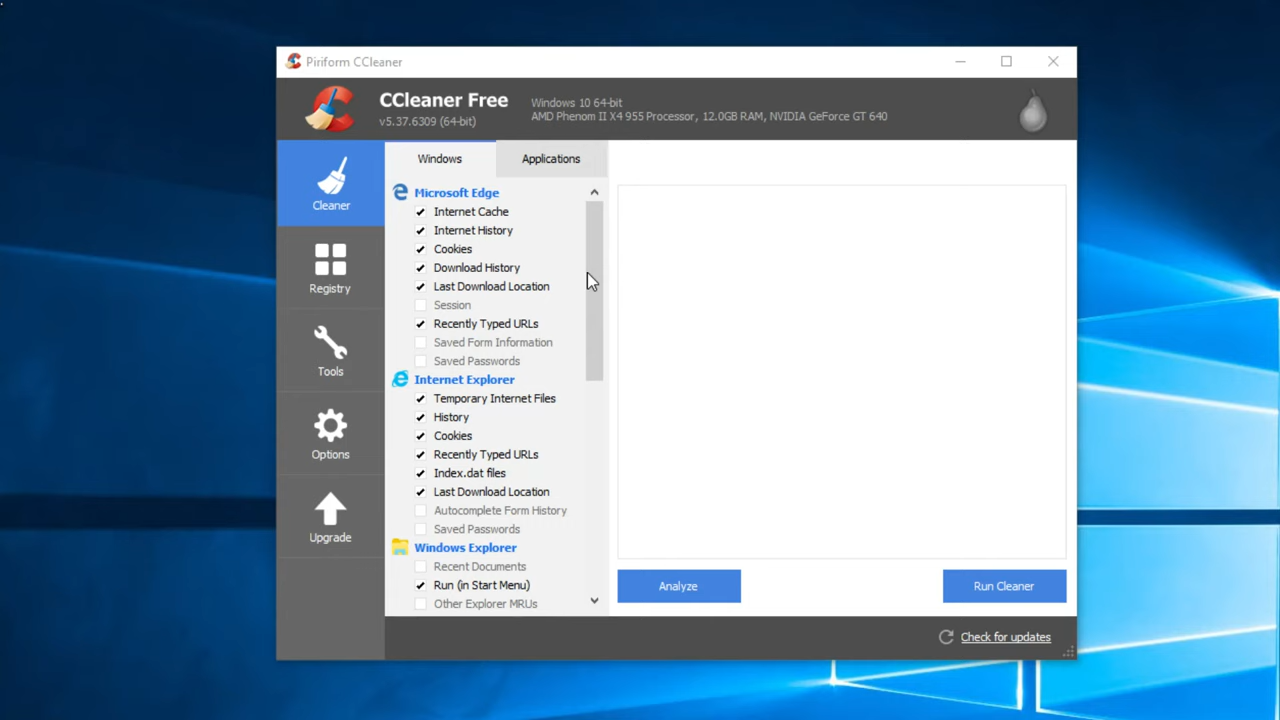 Piriform CCleaner
CCleaner Free
v5.37.6309 (64-bit)
Windows 10 64-bit
AMD Phenom II X4 955 Processor, 12.0GB RAM, NVIDIA GeForce GT 640
Cleaner
Registry
Tools
Options
Upgrade
Windows
Applications
Microsoft Edge
Internet Cache
Internet History
Cookies
Download History
Last Download Location
Session
Recently Typed URLs
Saved Form Information
Saved Passwords
Internet Explorer
Temporary Internet Files
History
Cookies
Recently Typed URLs
Index.dat files
Last Download Location
Autocomplete Form History
Saved Passwords
Windows Explorer
Recent Documents
Run (in Start Menu)
Other Explorer MRUs
Analyze
Run Cleaner
Check for updates